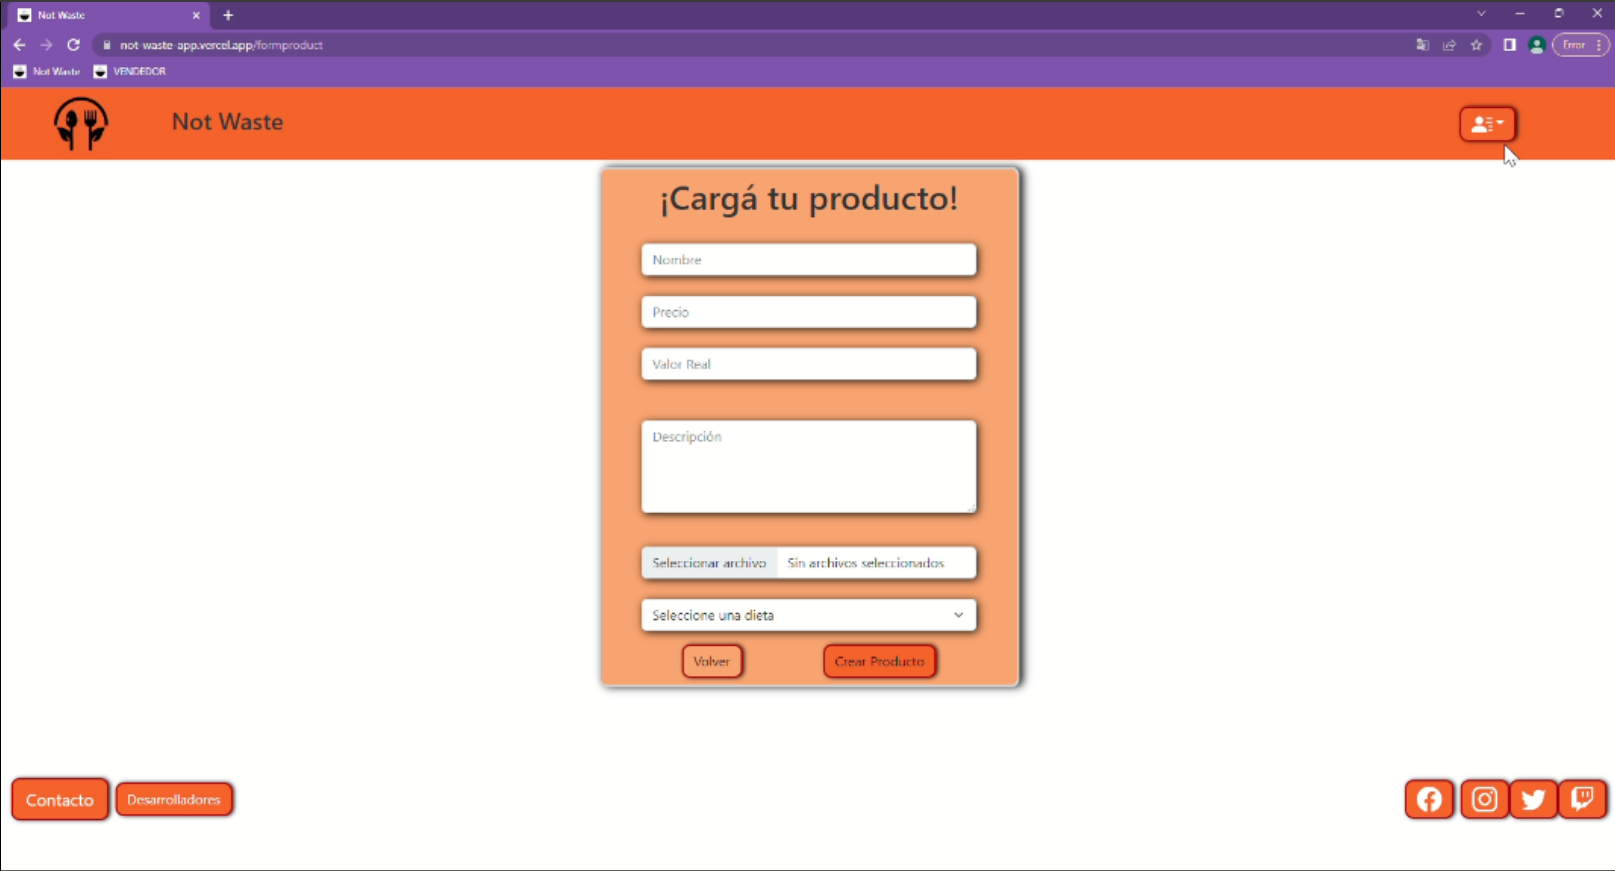 Not Waste
not-waste-app.vercel.app/formproduct
Error
Not Waste VENDEDOR
Not Waste
¡Cargá tu producto!
Nombre
Precio
Valor Real
Descripción
Seleccionar archivo Sin archivos seleccionados
Seleccione una dieta
Volver Crear Producto
Contacto Desarrolladores